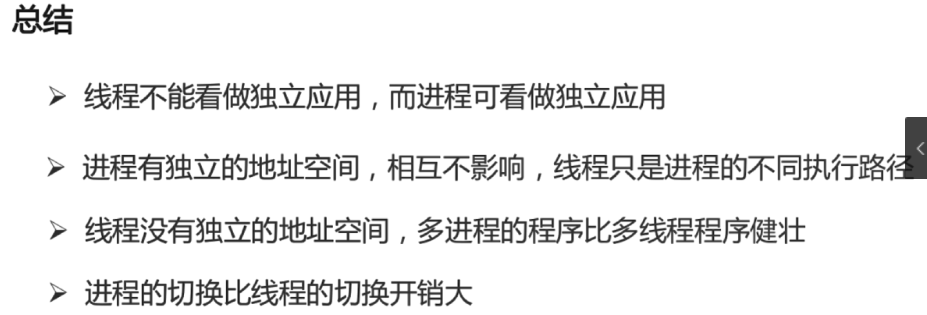 总结
➢ 线程不能看做独立应用，而进程可看做独立应用
➢ 进程有独立的地址空间，相互不影响，线程只是进程的不同执行路径
➢ 线程没有独立的地址空间，多进程的程序比多线程程序健壮
➢ 进程的切换比线程的切换开销大